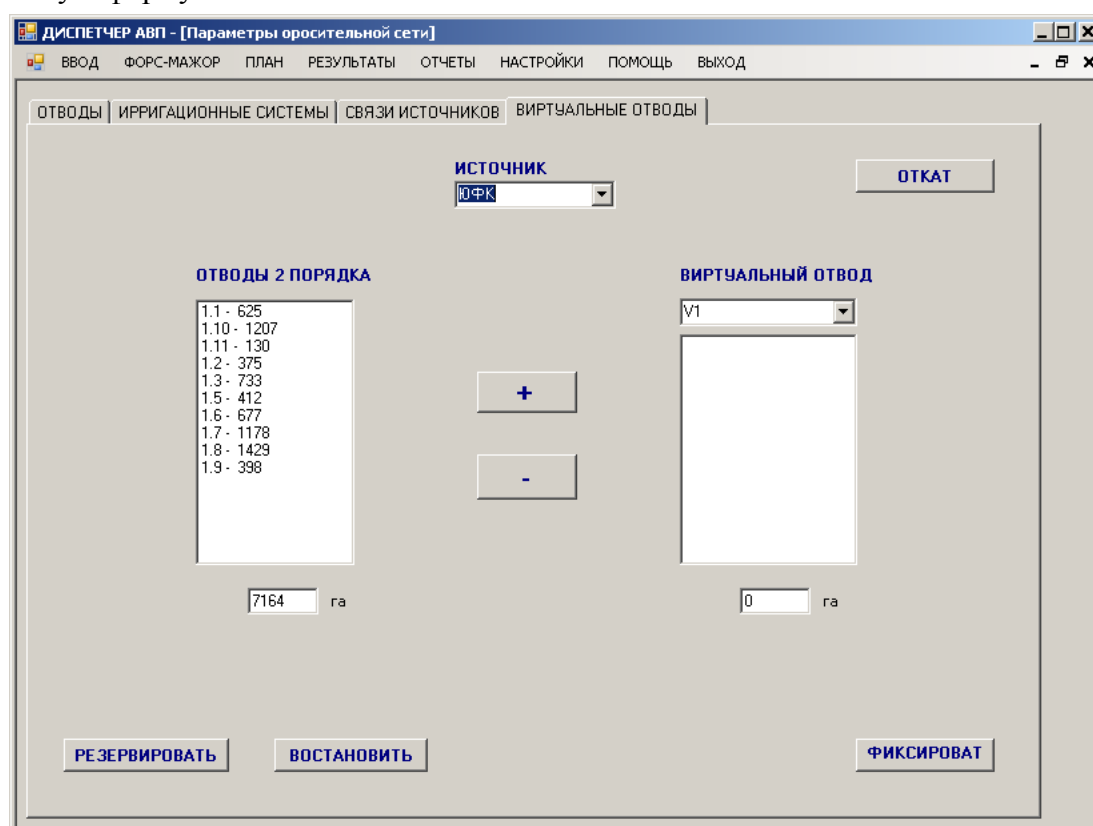 ДИСПЕТЧЕР АВП - [Параметры оросительной сети]
ВВОД ФОРС-МАЖОР ПЛАН РЕЗУЛЬТАТЫ ОТЧЕТЫ НАСТРОЙКИ ПОМОЩЬ ВЫХОД
ОТВОДЫ ИРРИГАЦИОННЫЕ СИСТЕМЫ СВЯЗИ ИСТОЧНИКОВ ВИРТУАЛЬНЫЕ ОТВОДЫ
ИСТОЧНИК
ЮФК
ОТКАТ
ОТВОДЫ 2 ПОРЯДКА
1.1 - 625
1.10 - 1207
1.11 - 130
1.2 - 375
1.3 - 733
1.5 - 412
1.6 - 677
1.7 - 1178
1.8 - 1429
1.9 - 398
7164 га
+
-
ВИРТУАЛЬНЫЙ ОТВОД
V1
0 га
РЕЗЕРВИРОВАТЬ ВОСТАНОВИТЬ ФИКСИРОВАТ